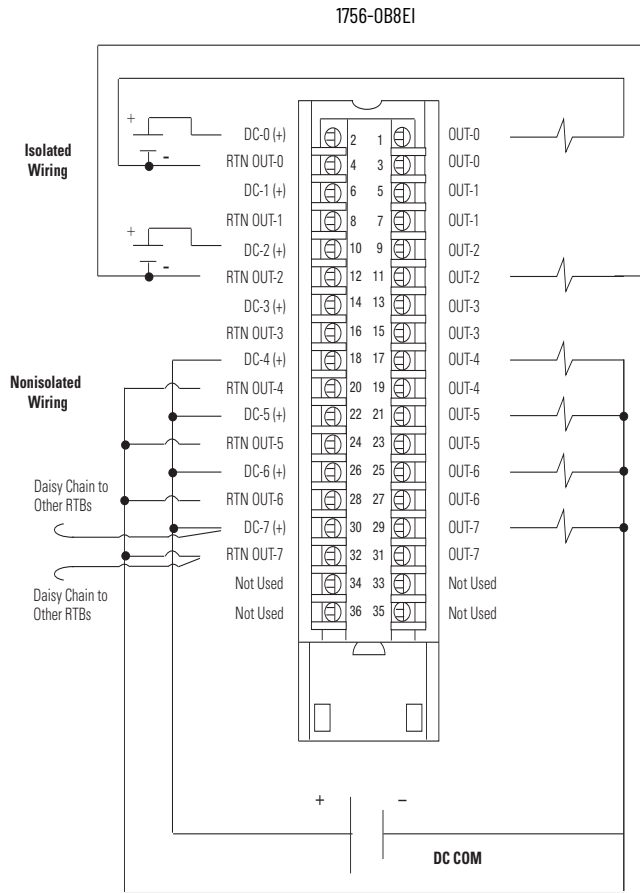 1756-OB8EI
Isolated
Wiring
+
-
+
-
DC-0 (+) 2 1 OUT-0
RTN OUT-0 4 3 OUT-0
DC-1 (+) 6 5 OUT-1
RTN OUT-1 8 7 OUT-1
DC-2 (+) 10 9 OUT-2
RTN OUT-2 12 11 OUT-2
DC-3 (+) 14 13 OUT-3
RTN OUT-3 16 15 OUT-3
Nonisolated
Wiring
DC-4 (+) 18 17 OUT-4
RTN OUT-4 20 19 OUT-4
DC-5 (+) 22 21 OUT-5
RTN OUT-5 24 23 OUT-5
DC-6 (+) 26 25 OUT-6
RTN OUT-6 28 27 OUT-6
DC-7 (+) 30 29 OUT-7
RTN OUT-7 32 31 OUT-7
Not Used 34 33 Not Used
Not Used 36 35 Not Used
Daisy Chain to
Other RTBs
Daisy Chain to
Other RTBs
+ –
DC COM